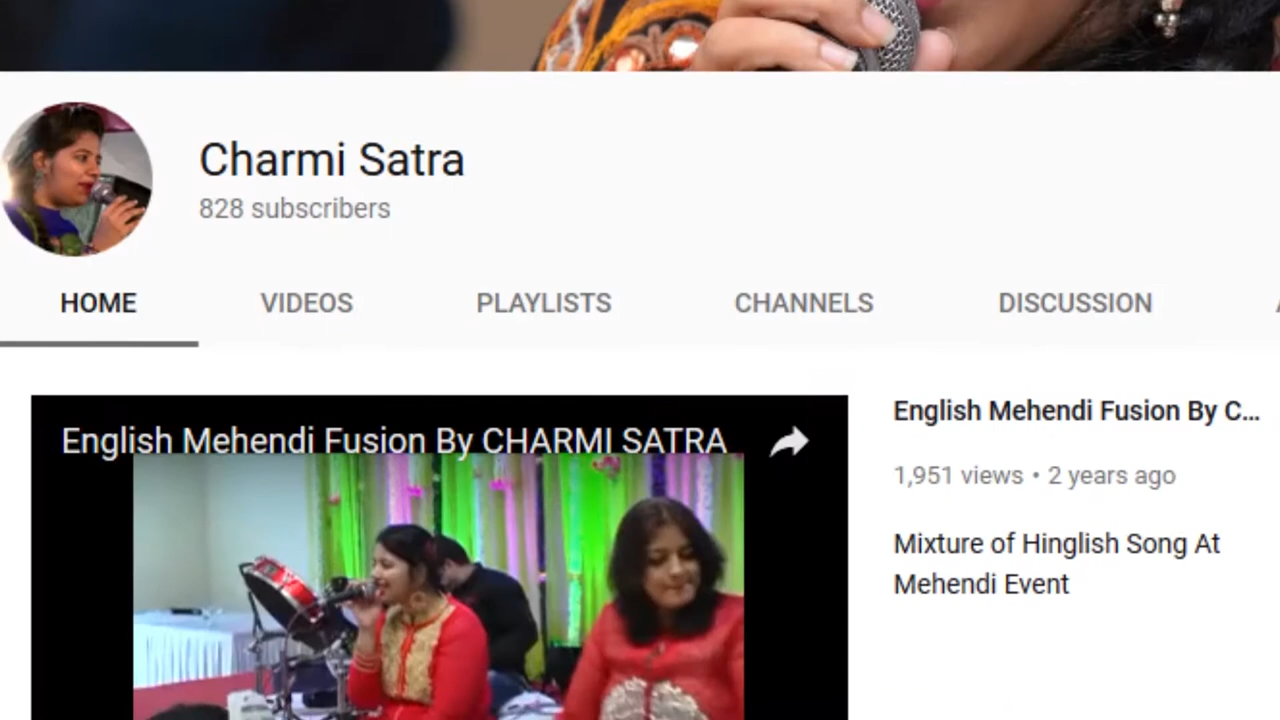 Charmi Satra
828 subscribers
HOME VIDEOS PLAYLISTS CHANNELS DISCUSSION
English Mehendi Fusion By CHARMI SATRA
English Mehendi Fusion By C...
1,951 views • 2 years ago
Mixture of Hinglish Song At
Mehendi Event